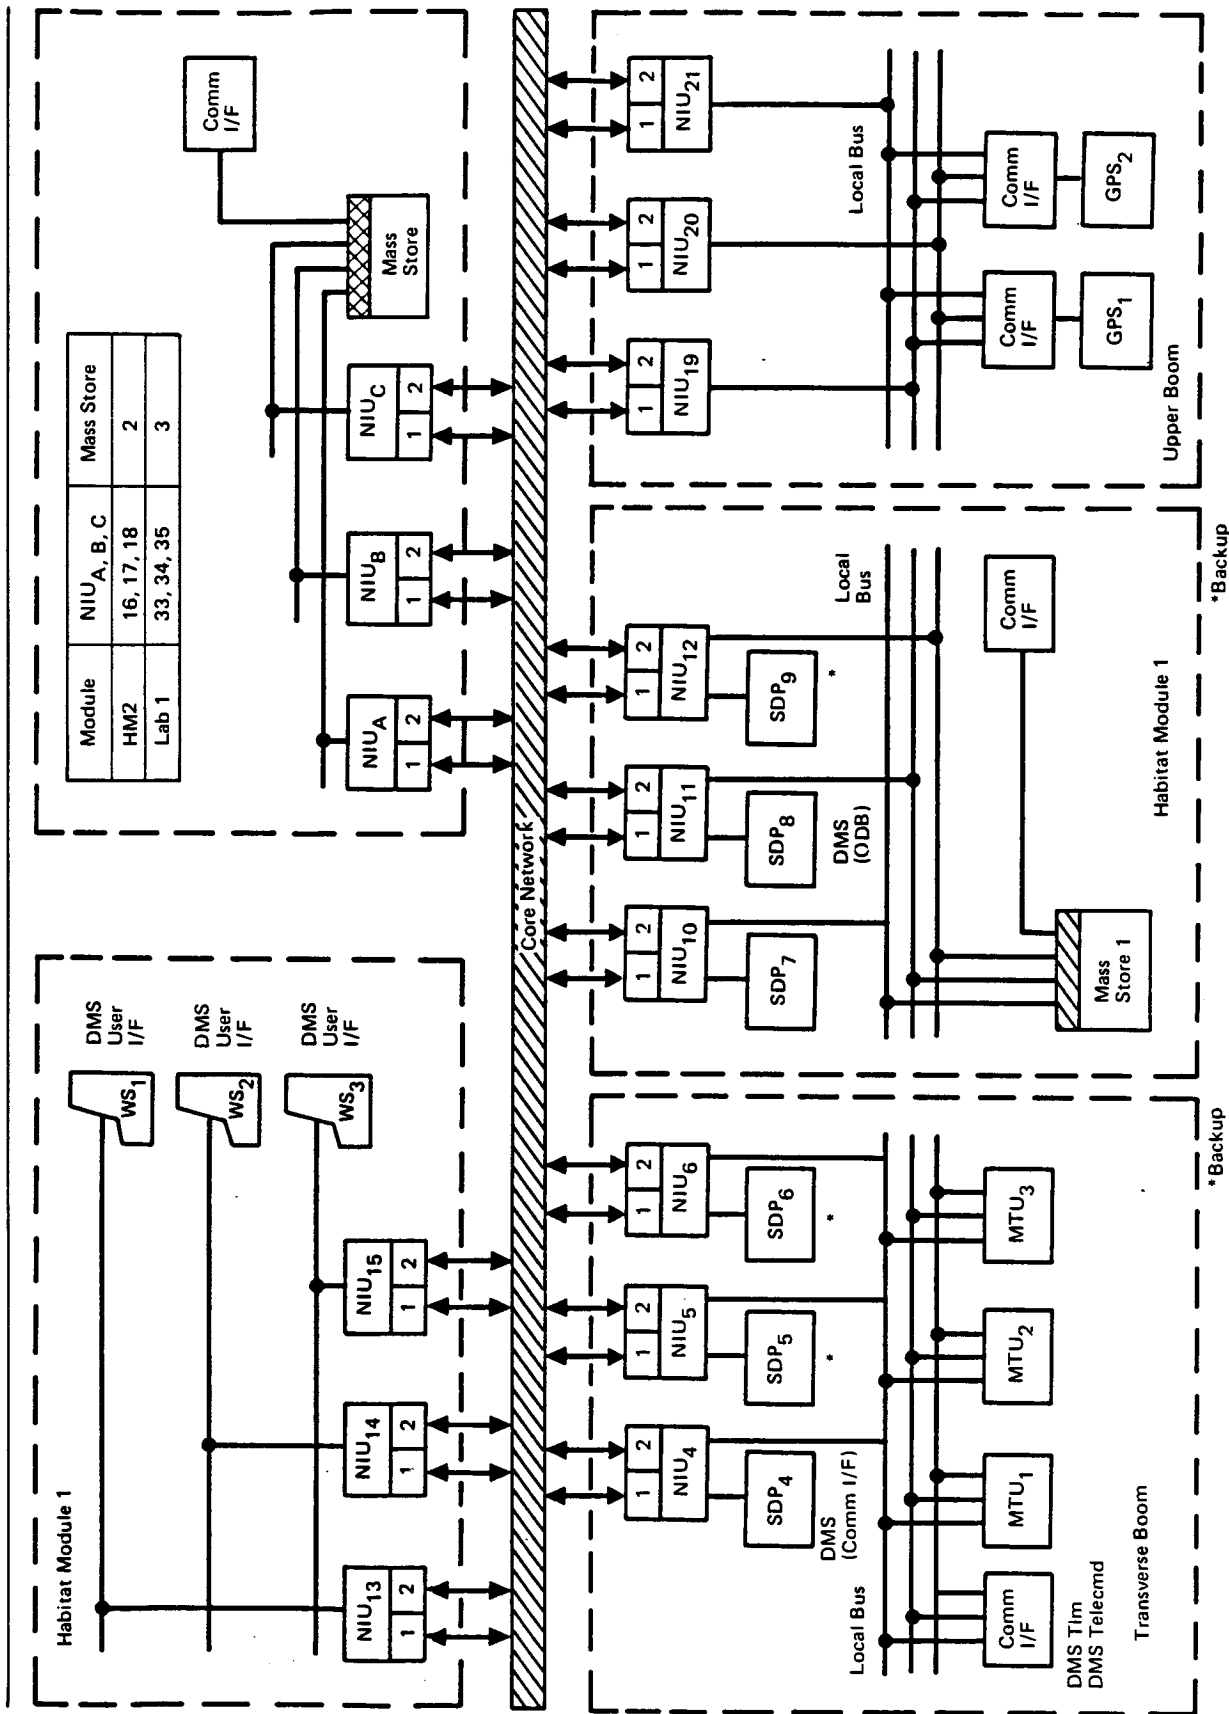 Habitat Module 1
WS1
DMS
User
I/F
WS2
DMS
User
I/F
WS3
DMS
User
I/F
NIU13
1 2
NIU14
1 2
NIU15
1 2
Module NIUA, B, C Mass Store
HM2 16, 17, 18 2
Lab 1 33, 34, 35 3
Comm
I/F
Mass
Store
NIUA
1 2
NIUB
1 2
NIUC
1 2
Core Network
1 2
NIU4
SDP4
DMS
(Comm I/F)
1 2
NIU5
SDP5
*
1 2
NIU6
SDP6
*
Local Bus
Comm
I/F
DMS Tlm
DMS Telecmd
MTU1
MTU2
MTU3
Transverse Boom
*Backup
1 2
NIU10
SDP7
1 2
NIU11
SDP8
DMS
(ODB)
1 2
NIU12
SDP9
*
Local
Bus
Mass
Store 1
Comm
I/F
Habitat Module 1
*Backup
1 2
NIU19
1 2
NIU20
1 2
NIU21
Local Bus
Comm
I/F
GPS1
Comm
I/F
GPS2
Upper Boom